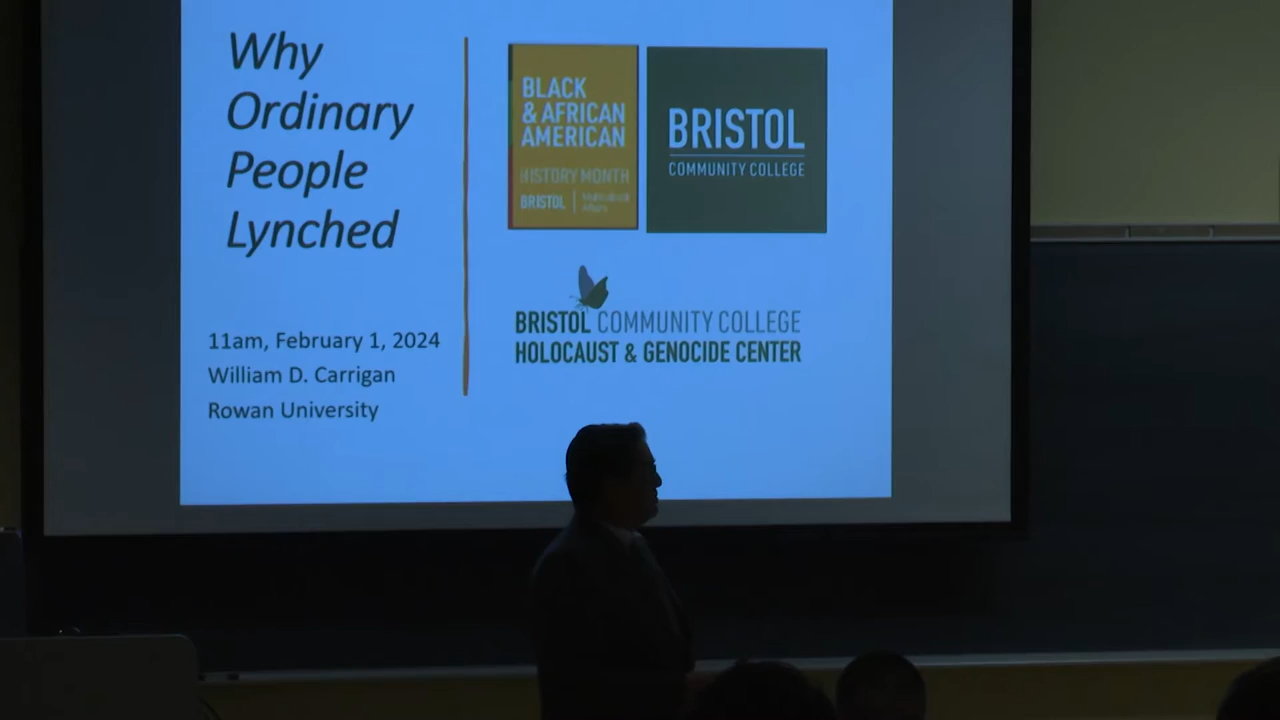 Why
Ordinary
People
Lynched
11am, February 1, 2024
William D. Carrigan
Rowan University
BLACK
& AFRICAN
AMERICAN
HISTORY MONTH
BRISTOL
BRISTOL
COMMUNITY COLLEGE
BRISTOL COMMUNITY COLLEGE
HOLOCAUST & GENOCIDE CENTER